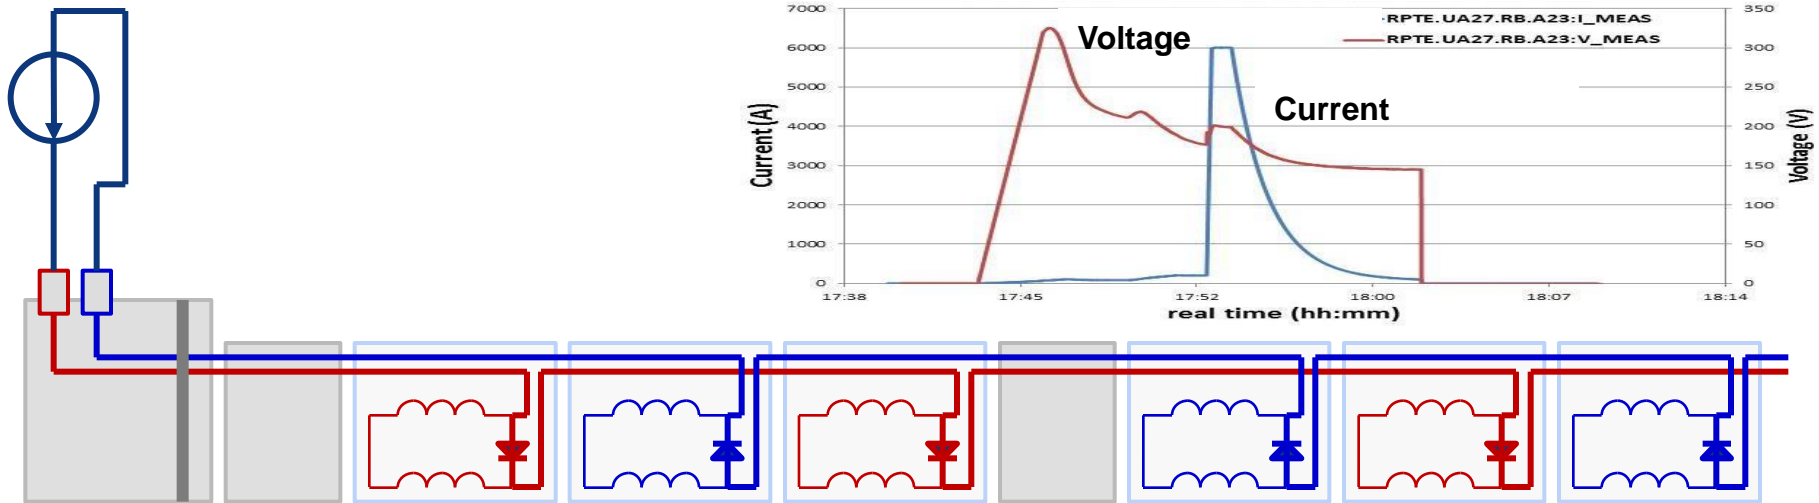 Voltage
Current
RPTE.UA27.RB.A23:I_MEAS
RPTE.UA27.RB.A23:V_MEAS
Current (A)
7000
6000
5000
4000
3000
2000
1000
0
Voltage (V)
350
300
250
200
150
100
50
0
17:38 17:45 17:52 18:00 18:07 18:14
real time (hh:mm)